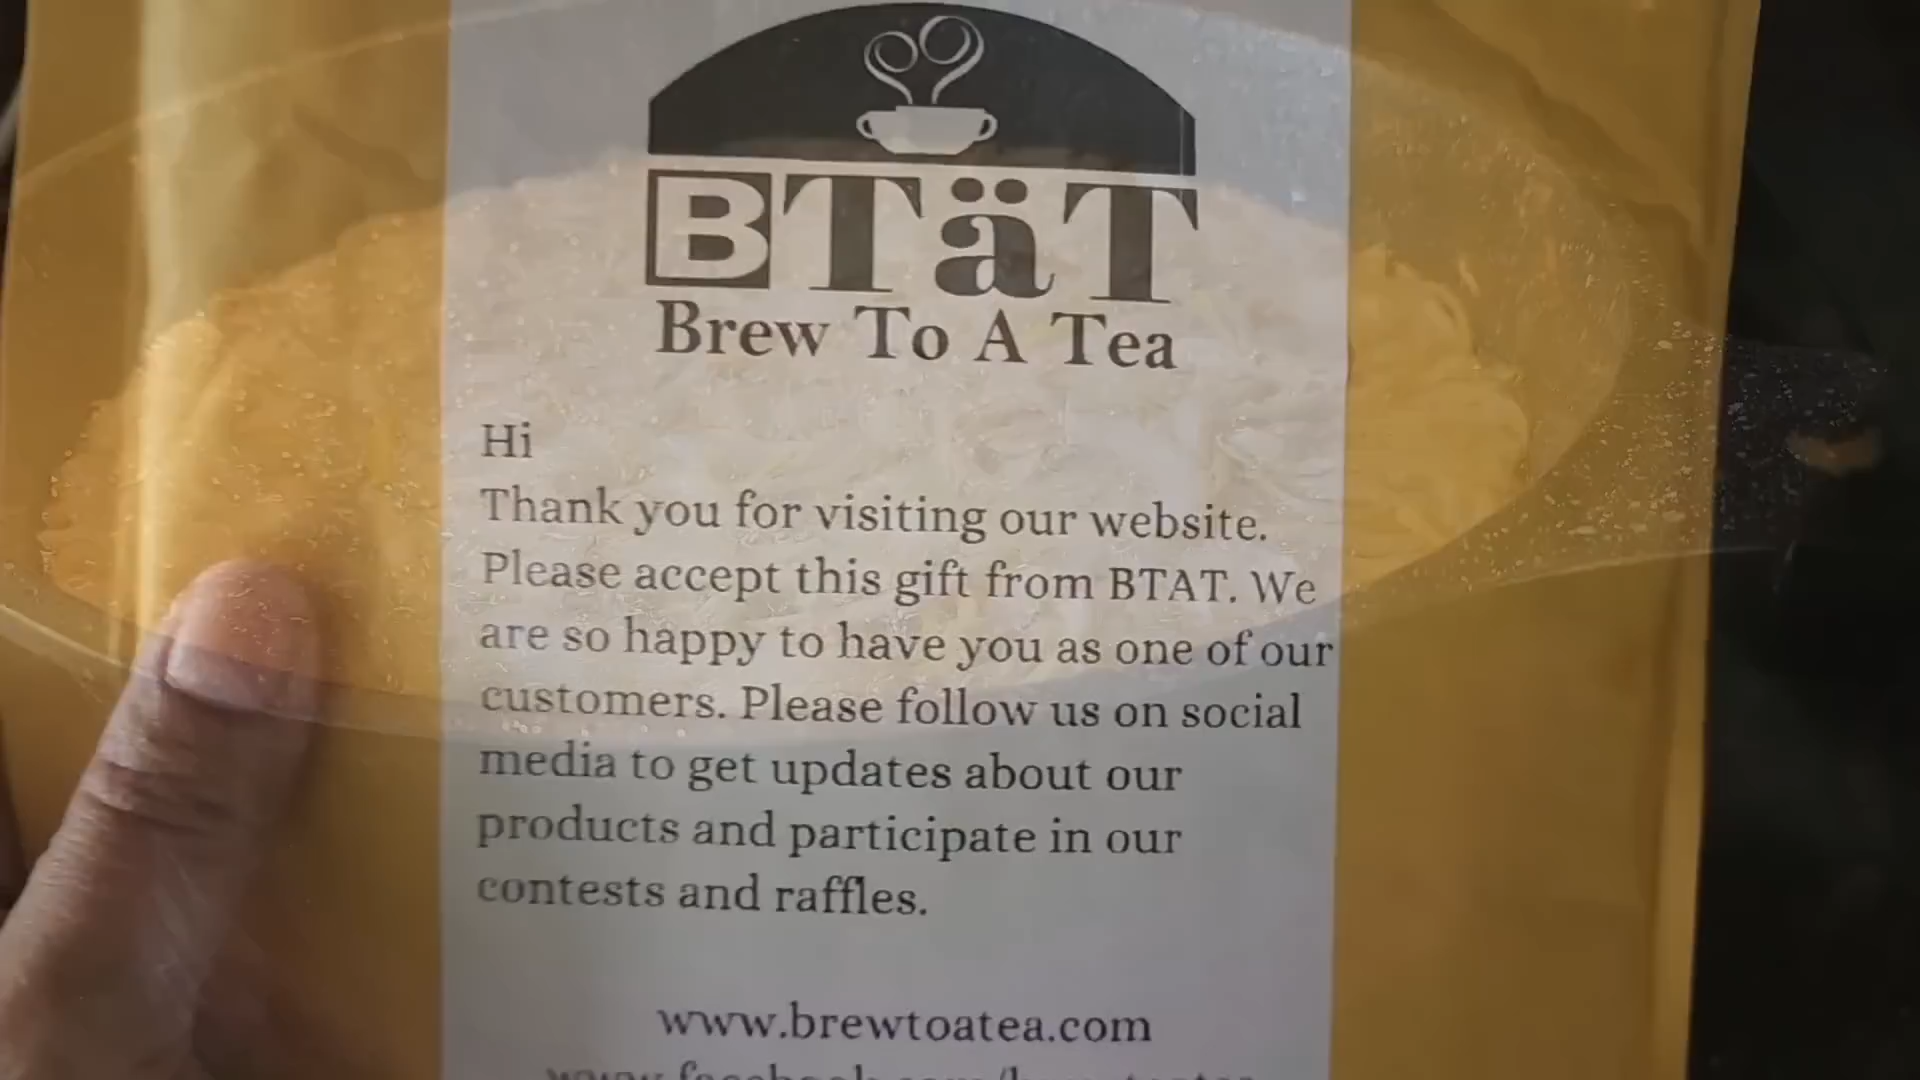 BTäT
Brew To A Tea
Hi
Thank you for visiting our website.
Please accept this gift from BTAT. We
are so happy to have you as one of our
customers. Please follow us on social
media to get updates about our
products and participate in our
contests and raffles.
www.brewtoatea.com